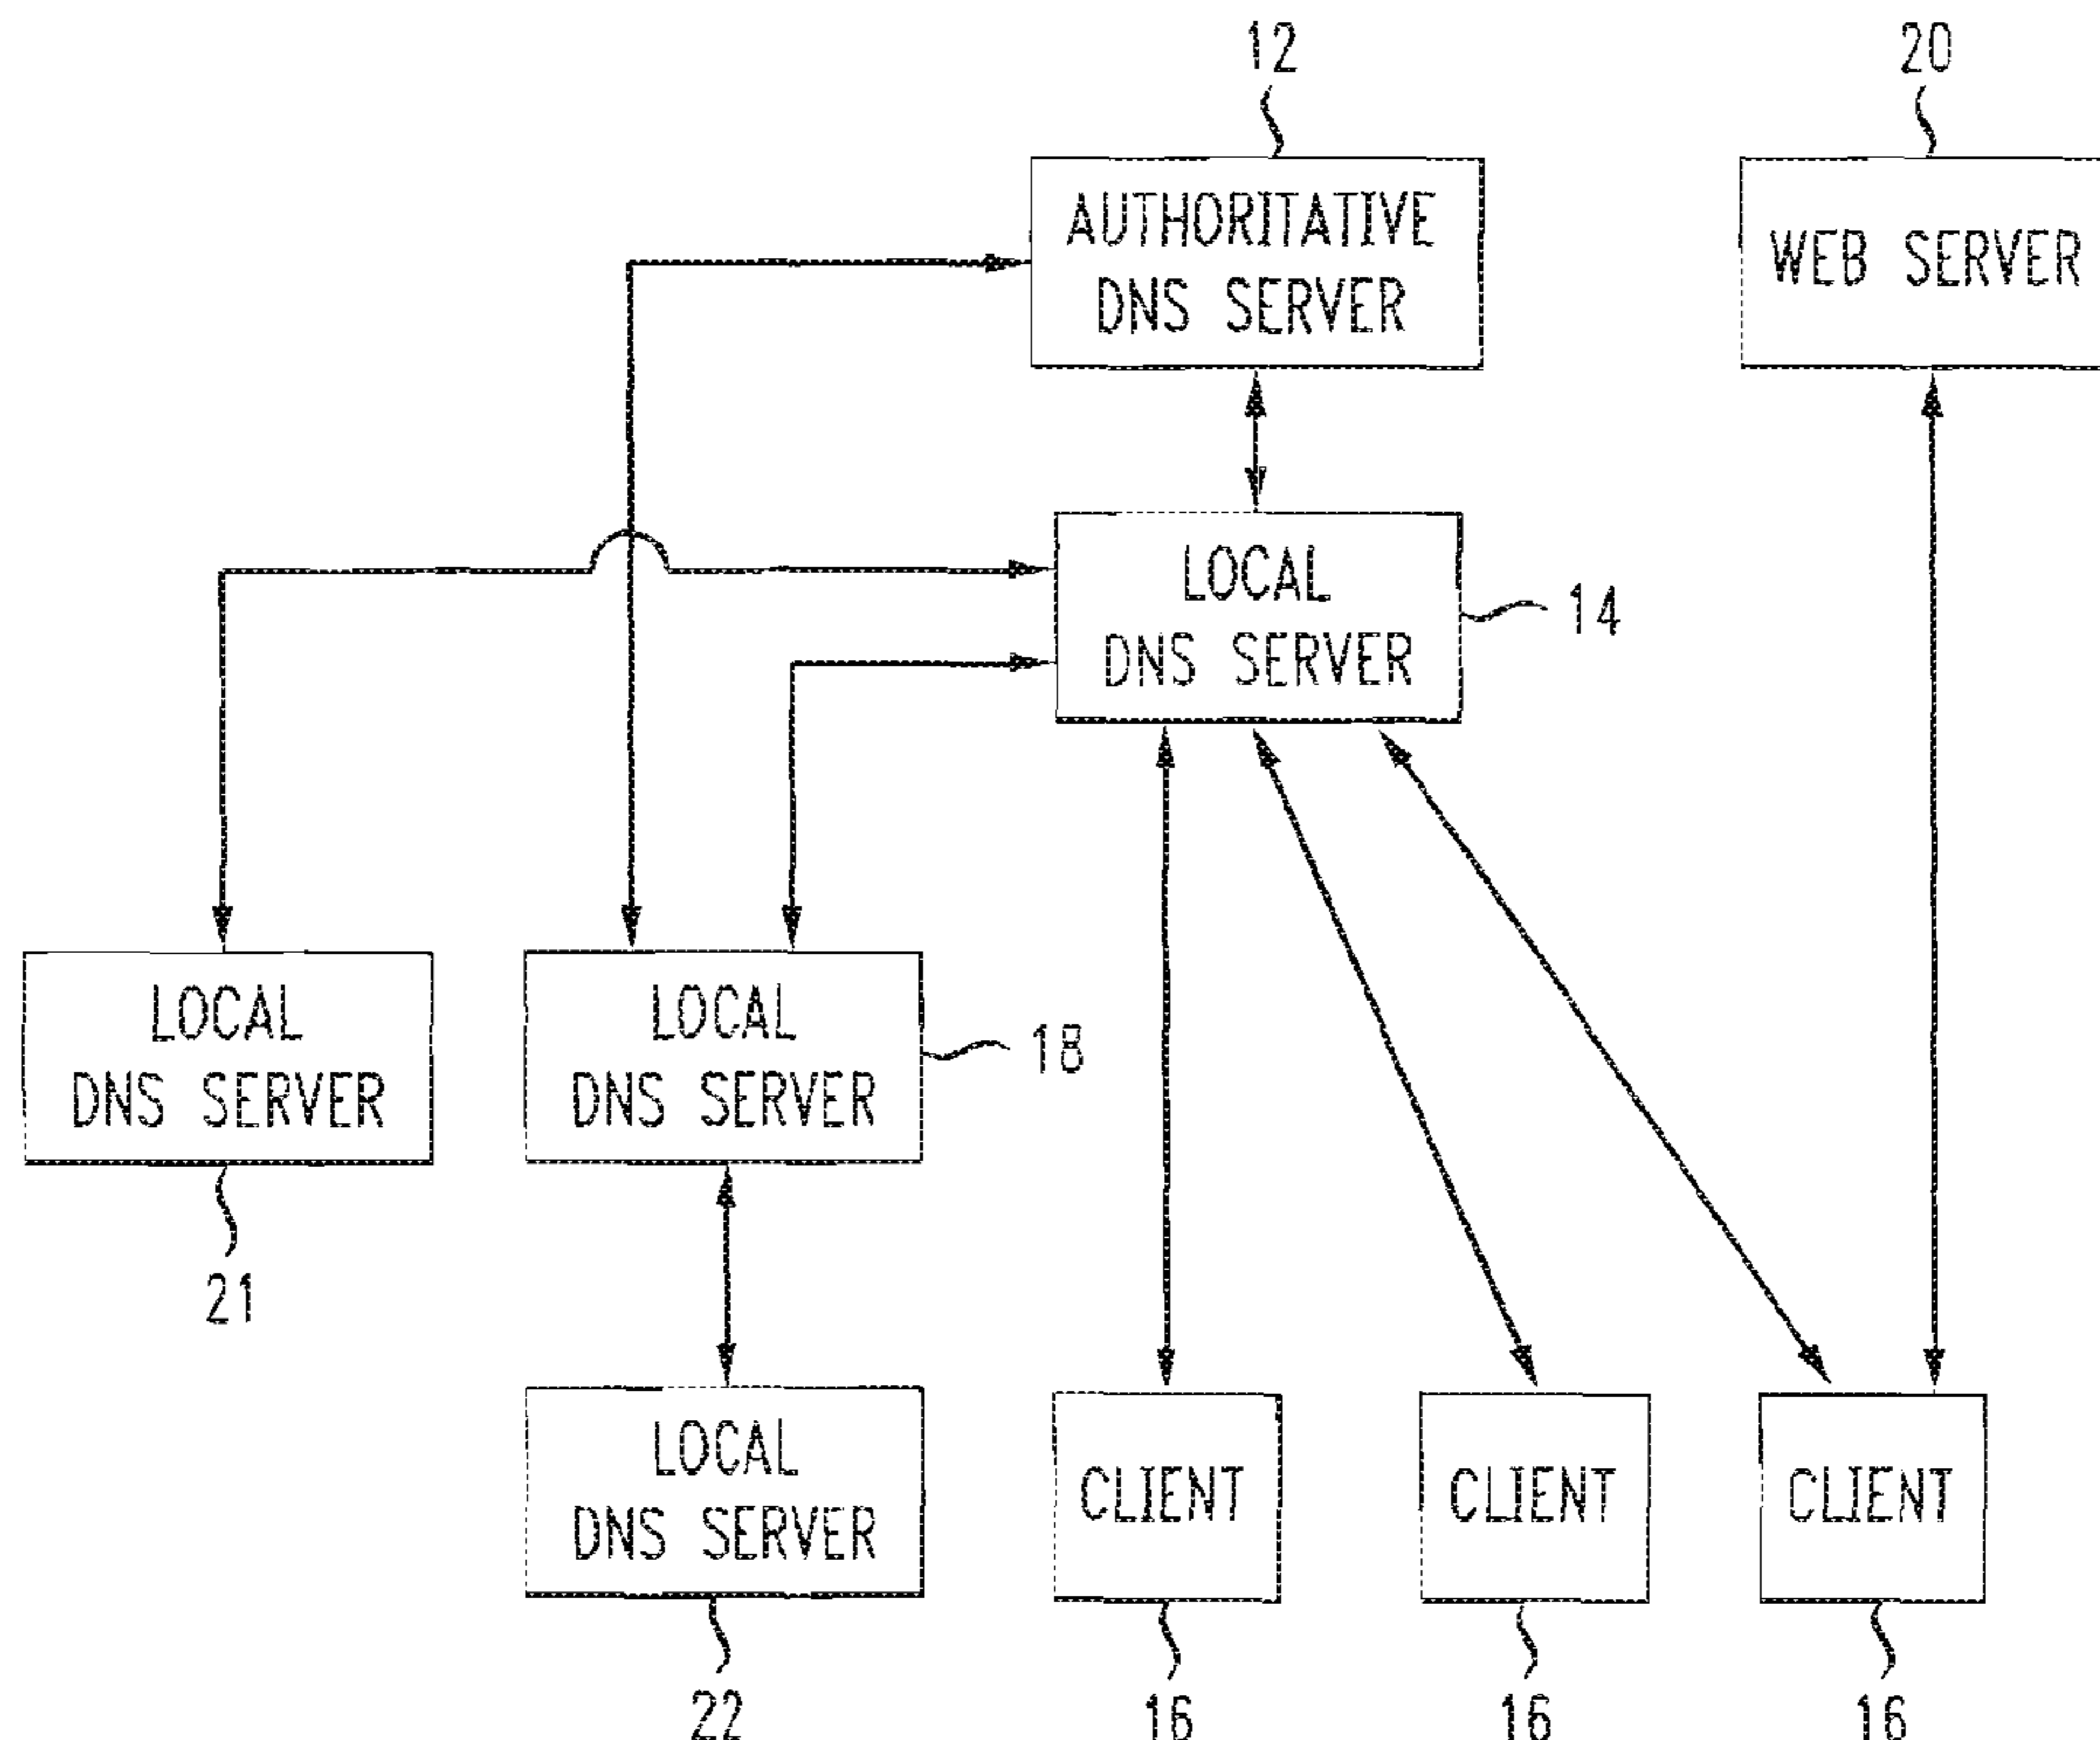 12
20
AUTHORITATIVE
DNS SERVER
WEB SERVER
LOCAL
DNS SERVER
14
LOCAL
DNS SERVER
LOCAL
DNS SERVER
18
21
LOCAL
DNS SERVER
CLIENT
CLIENT
CLIENT
22
16
16
16